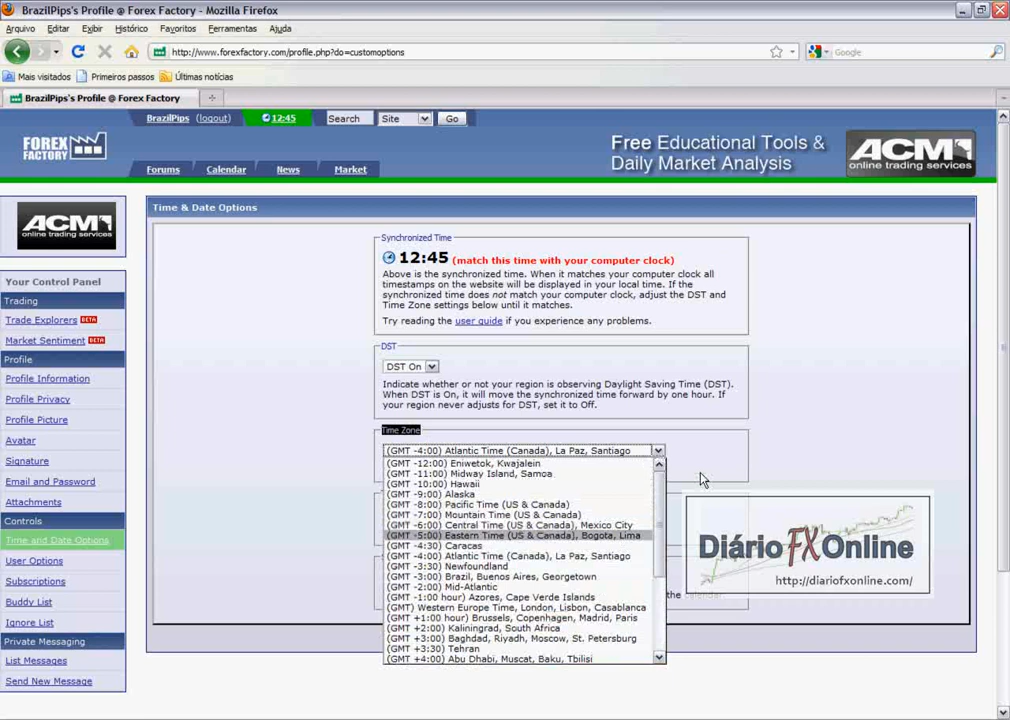 BrazilPips's Profile @ Forex Factory - Mozilla Firefox
Arquivo Editar Exibir Histórico Favoritos Ferramentas Ajuda
http://www.forexfactory.com/profile.php?do=customoptions
Google
Mais visitados Primeiros passos Últimas notícias
BrazilPips's Profile @ Forex Factory
BrazilPips (logout) 12:45 Search Site Go
FOREX FACTORY
Free Educational Tools &
Daily Market Analysis
ACM
online trading services
Forums Calendar News Market
ACM
online trading services
Your Control Panel
Trading
Trade Explorers BETA
Market Sentiment BETA
Profile
Profile Information
Profile Privacy
Profile Picture
Avatar
Signature
Email and Password
Attachments
Controls
Time and Date Options
User Options
Subscriptions
Buddy List
Ignore List
Private Messaging
List Messages
Send New Message
Time & Date Options
Synchronized Time
12:45 (match this time with your computer clock)
Above is the synchronized time. When it matches your computer clock all
timestamps on the website will be displayed in your local time. If the
synchronized time does not match your computer clock, adjust the DST and
Time Zone settings below until it matches.
Try reading the user guide if you experience any problems.
DST
DST On
Indicate whether or not your region is observing Daylight Saving Time (DST).
When DST is On, it will move the synchronized time forward by one hour. If
your region never adjusts for DST, set it to Off.
Time Zone
(GMT -4:00) Atlantic Time (Canada), La Paz, Santiago
(GMT -12:00) Eniwetok, Kwajalein
(GMT -11:00) Midway Island, Samoa
(GMT -10:00) Hawaii
(GMT -9:00) Alaska
(GMT -8:00) Pacific Time (US & Canada)
(GMT -7:00) Mountain Time (US & Canada)
(GMT -6:00) Central Time (US & Canada), Mexico City
(GMT -5:00) Eastern Time (US & Canada), Bogota, Lima
(GMT -4:30) Caracas
(GMT -4:00) Atlantic Time (Canada), La Paz, Santiago
(GMT -3:30) Newfoundland
(GMT -3:00) Brazil, Buenos Aires, Georgetown
(GMT -2:00) Mid-Atlantic
(GMT -1:00 hour) Azores, Cape Verde Islands
(GMT) Western Europe Time, London, Lisbon, Casablanca
(GMT +1:00 hour) Brussels, Copenhagen, Madrid, Paris
(GMT +2:00) Kaliningrad, South Africa
(GMT +3:00) Baghdad, Riyadh, Moscow, St. Petersburg
(GMT +3:30) Tehran
(GMT +4:00) Abu Dhabi, Muscat, Baku, Tbilisi
the calendar
Diário FX Online
http://diariofxonline.com/